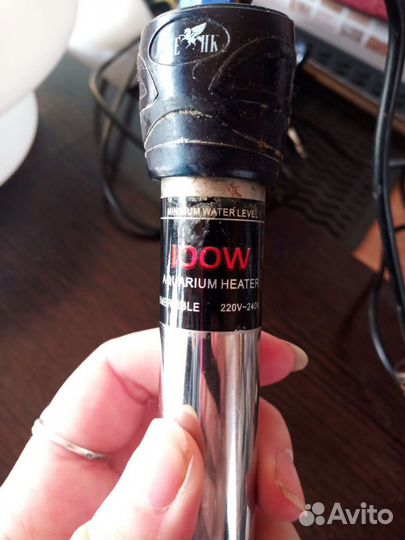 MINIMUM WATER LEVEL
100W
AQUARIUM HEATER
220V~240V
Avito